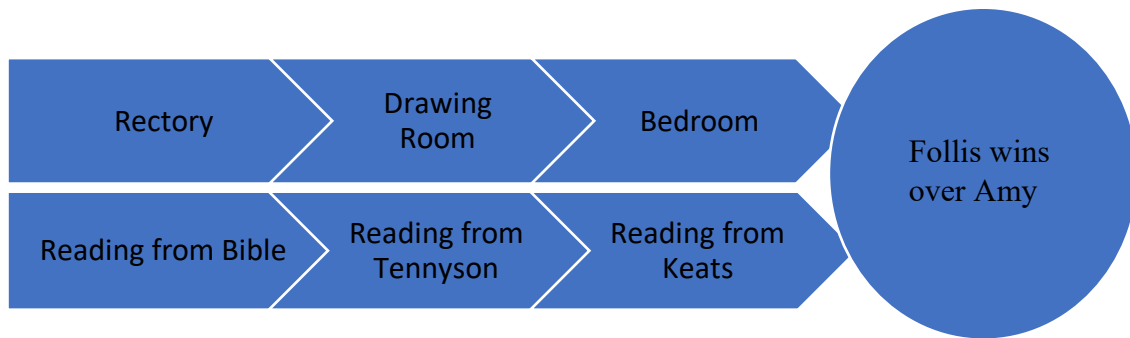 Rectory
Drawing
Room
Bedroom
Reading from Bible
Reading from
Tennyson
Reading from
Keats
Follis wins
over Amy